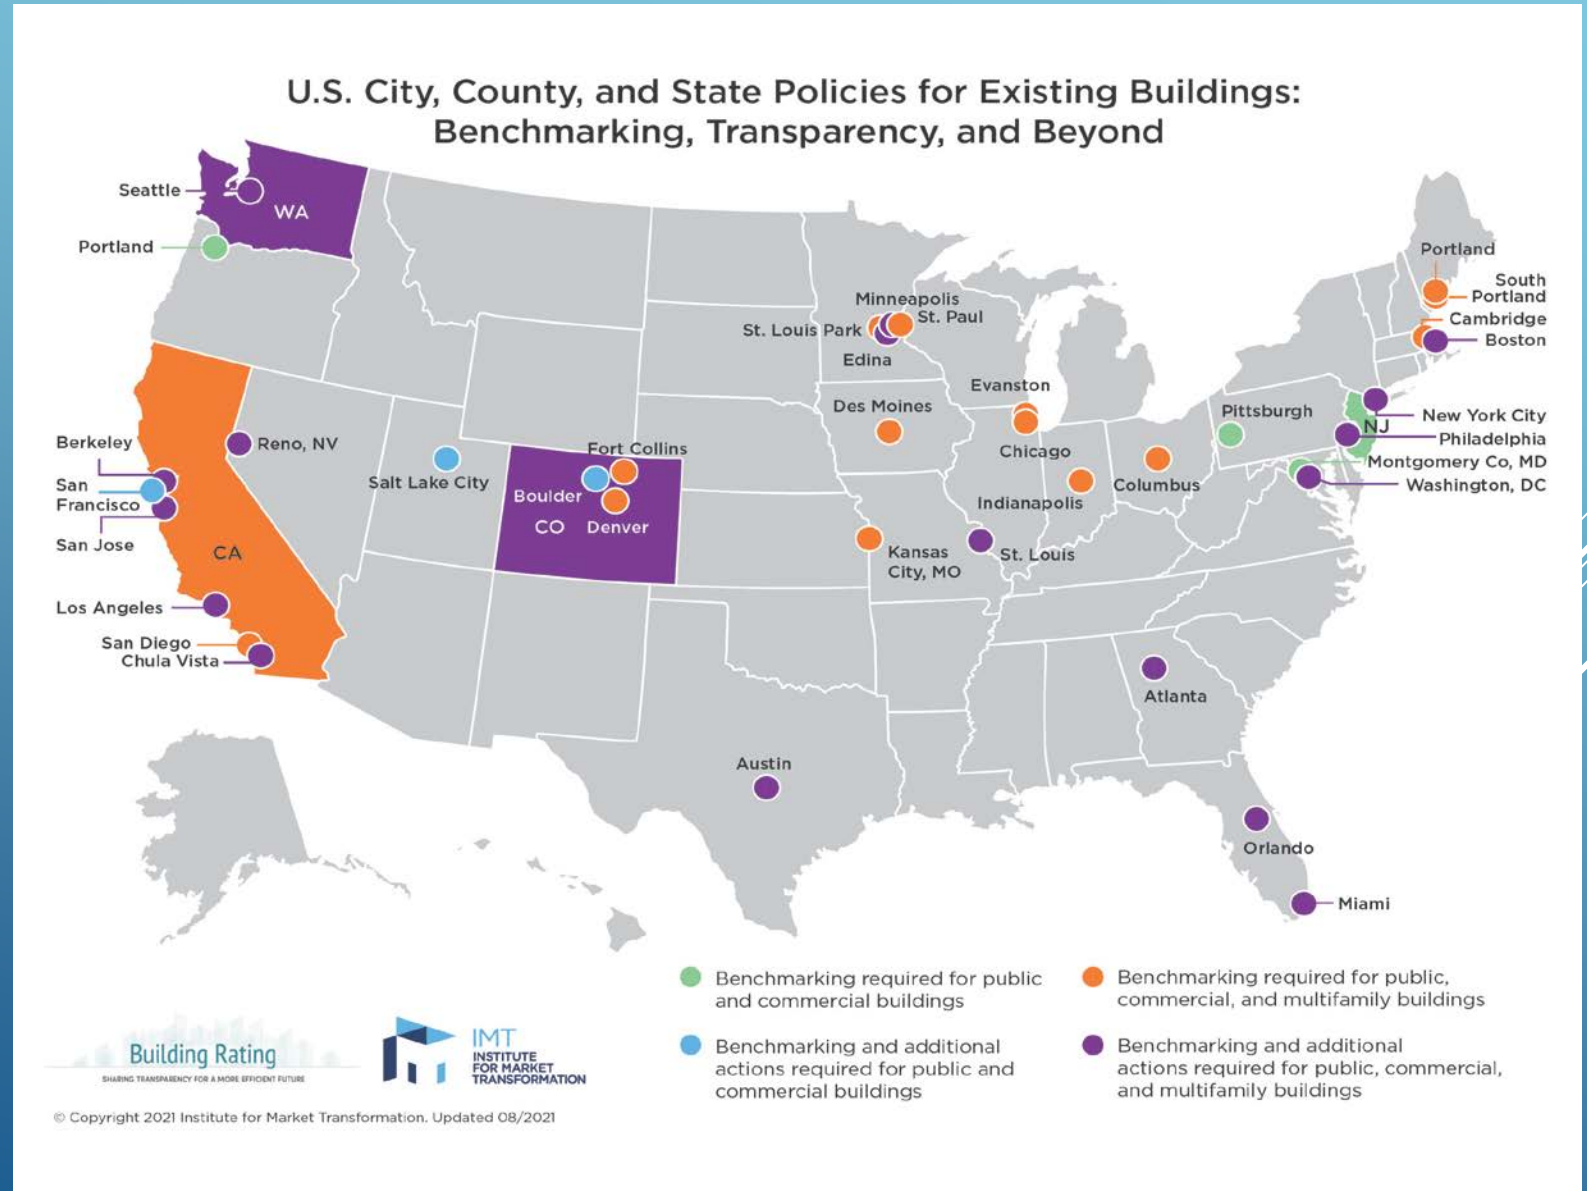 U.S. City, County, and State Policies for Existing Buildings:
Benchmarking, Transparency, and Beyond
Seattle
WA
Portland
Portland
South
Portland
Cambridge
Boston
Minneapolis
St. Paul
St. Louis Park
Edina
Evanston
Des Moines
Chicago
Pittsburgh
NJ
New York City
Philadelphia
Montgomery Co, MD
Washington, DC
Berkeley
Reno, NV
San
Francisco
San Jose
Salt Lake City
Fort Collins
Boulder
CO
Denver
Indianapolis
Columbus
CA
Kansas
City, MO
St. Louis
Los Angeles
San Diego
Chula Vista
Atlanta
Austin
Orlando
Miami
Benchmarking required for public
and commercial buildings
Benchmarking required for public,
commercial, and multifamily buildings
Benchmarking and additional
actions required for public and
commercial buildings
Benchmarking and additional
actions required for public, commercial,
and multifamily buildings
Building Rating
SHARING TRANSPARENCY FOR A MORE EFFICIENT FUTURE
IMT
INSTITUTE
FOR MARKET
TRANSFORMATION
© Copyright 2021 Institute for Market Transformation. Updated 08/2021